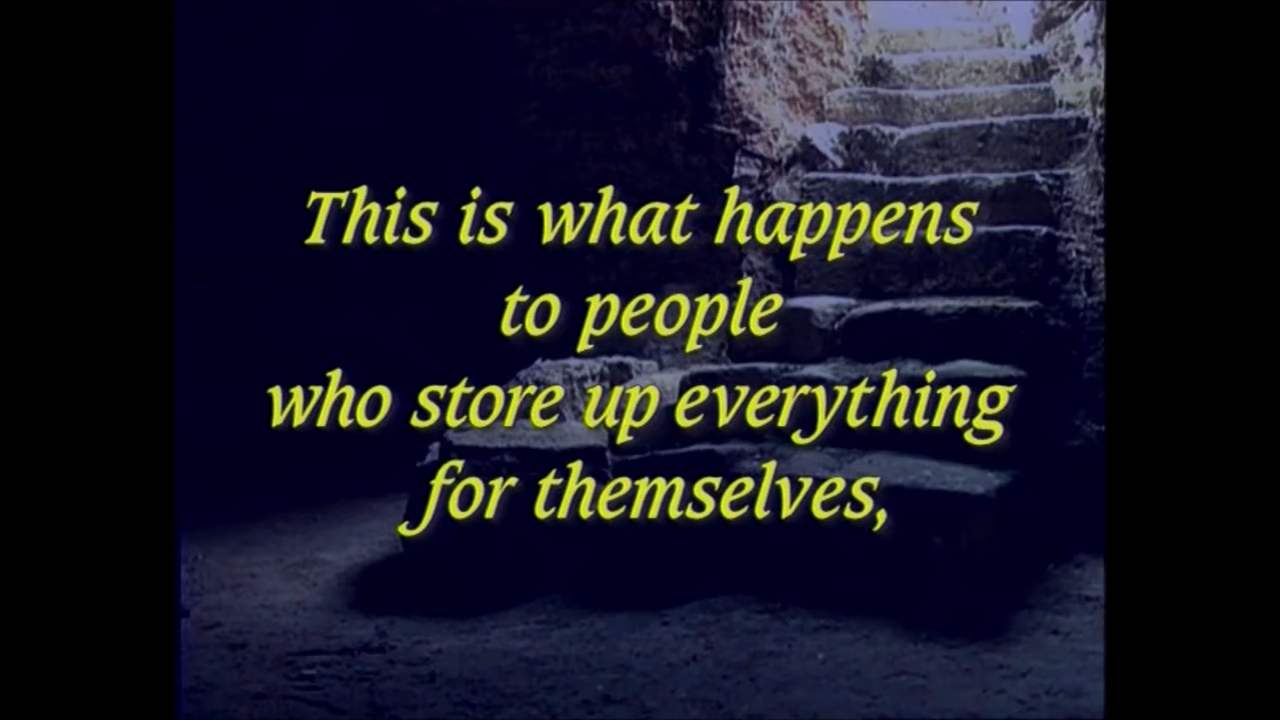 This is what happens
to people
who store up everything
for themselves,